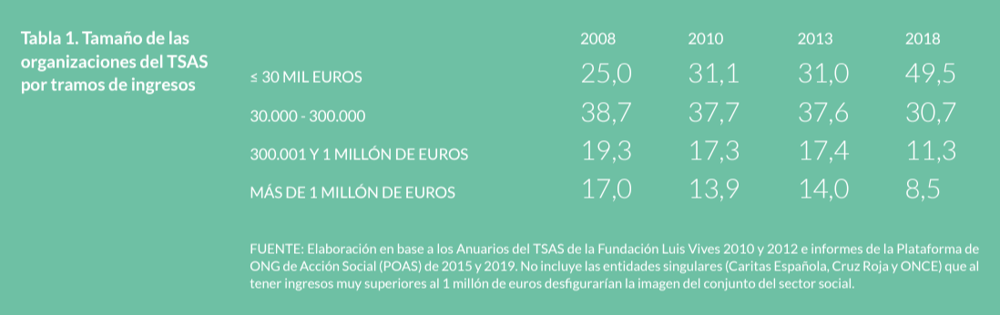 Tabla 1. Tamaño de las
organizaciones del TSAS
por tramos de ingresos
2008 2010 2013 2018
≤ 30 MIL EUROS 25,0 31,1 31,0 49,5
30.000 - 300.000 38,7 37,7 37,6 30,7
300.001 Y 1 MILLÓN DE EUROS 19,3 17,3 17,4 11,3
MÁS DE 1 MILLÓN DE EUROS 17,0 13,9 14,0 8,5
FUENTE: Elaboración en base a los Anuarios del TSAS de la Fundación Luis Vives 2010 y 2012 e informes de la Plataforma de
ONG de Acción Social (POAS) de 2015 y 2019. No incluye las entidades singulares (Caritas Española, Cruz Roja y ONCE) que al
tener ingresos muy superiores al 1 millón de euros desfigurarían la imagen del conjunto del sector social.